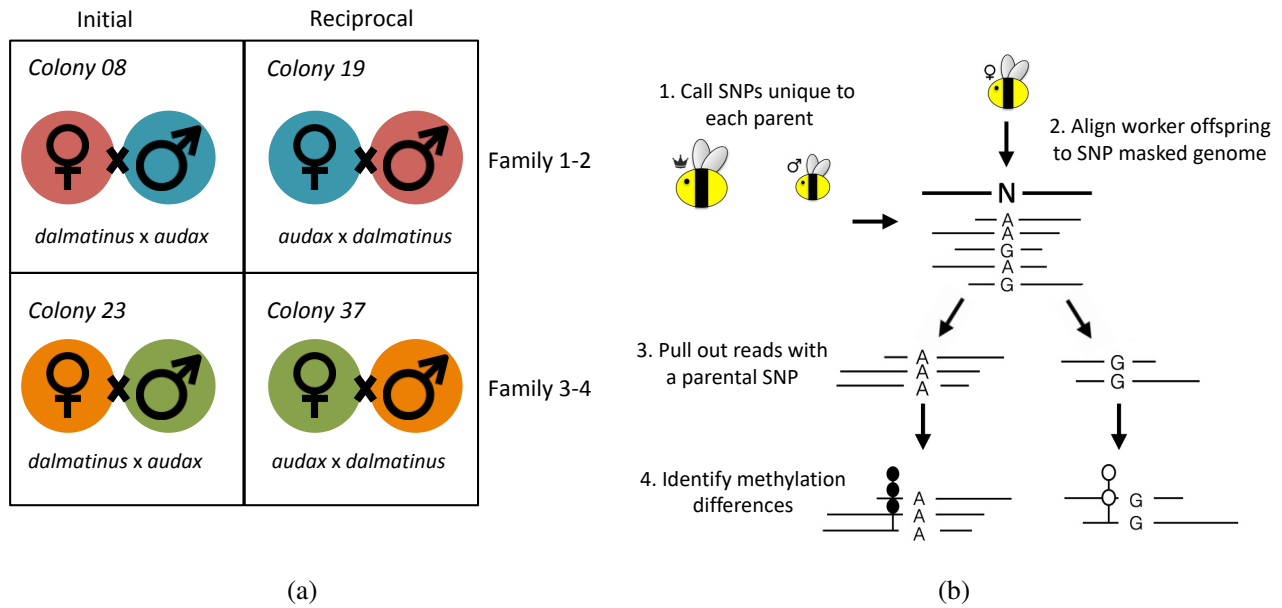 Initial
Reciprocal
Colony 08
dalmatinus x audax
Colony 19
audax x dalmatinus
Family 1-2
Colony 23
dalmatinus x audax
Colony 37
audax x dalmatinus
Family 3-4
(a)
1. Call SNPs unique to
each parent
2. Align worker offspring
to SNP masked genome
N
A
A
G
A
G
3. Pull out reads with
a parental SNP
A
A
A
G
G
4. Identify methylation
differences
A
A
A
G
G
(b)